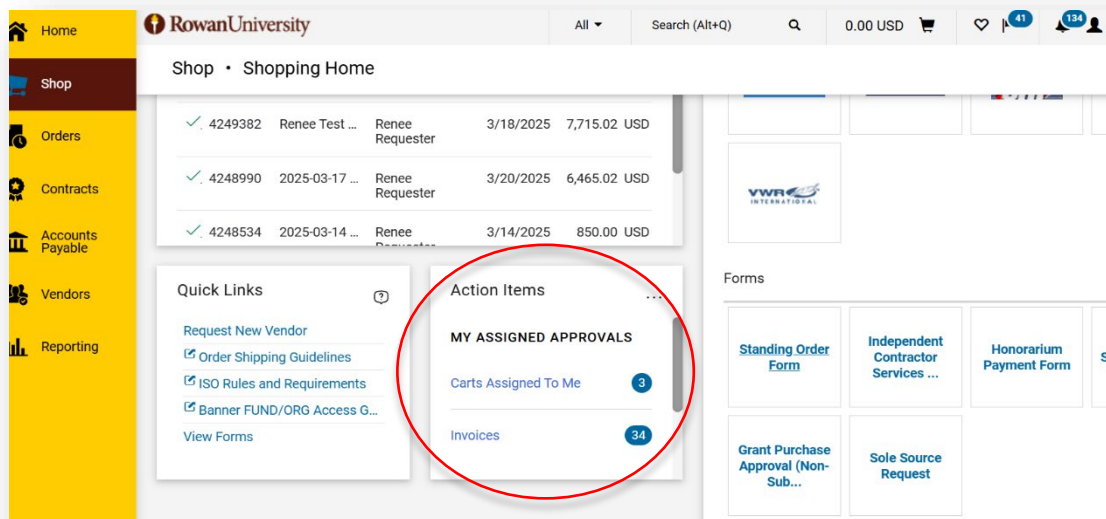 Home
Shop
Orders
Contracts
Accounts
Payable
Vendors
Reporting
RowanUniversity
All
Search (Alt+Q)
0.00 USD
41
134
Shop • Shopping Home
4249382 Renee Test ... Renee Requester 3/18/2025 7,715.02 USD
4248990 2025-03-17 ... Renee Requester 3/20/2025 6,465.02 USD
4248534 2025-03-14 ... Renee 3/14/2025 850.00 USD
Quick Links
Request New Vendor
Order Shipping Guidelines
ISO Rules and Requirements
Banner FUND/ORG Access G...
View Forms
Action Items
...
MY ASSIGNED APPROVALS
Carts Assigned To Me 3
Invoices 34
VWR
INTERNATIONAL
Forms
Standing Order
Form
Independent
Contractor
Services ...
Honorarium
Payment Form
S
Grant Purchase
Approval (Non-
Sub...
Sole Source
Request